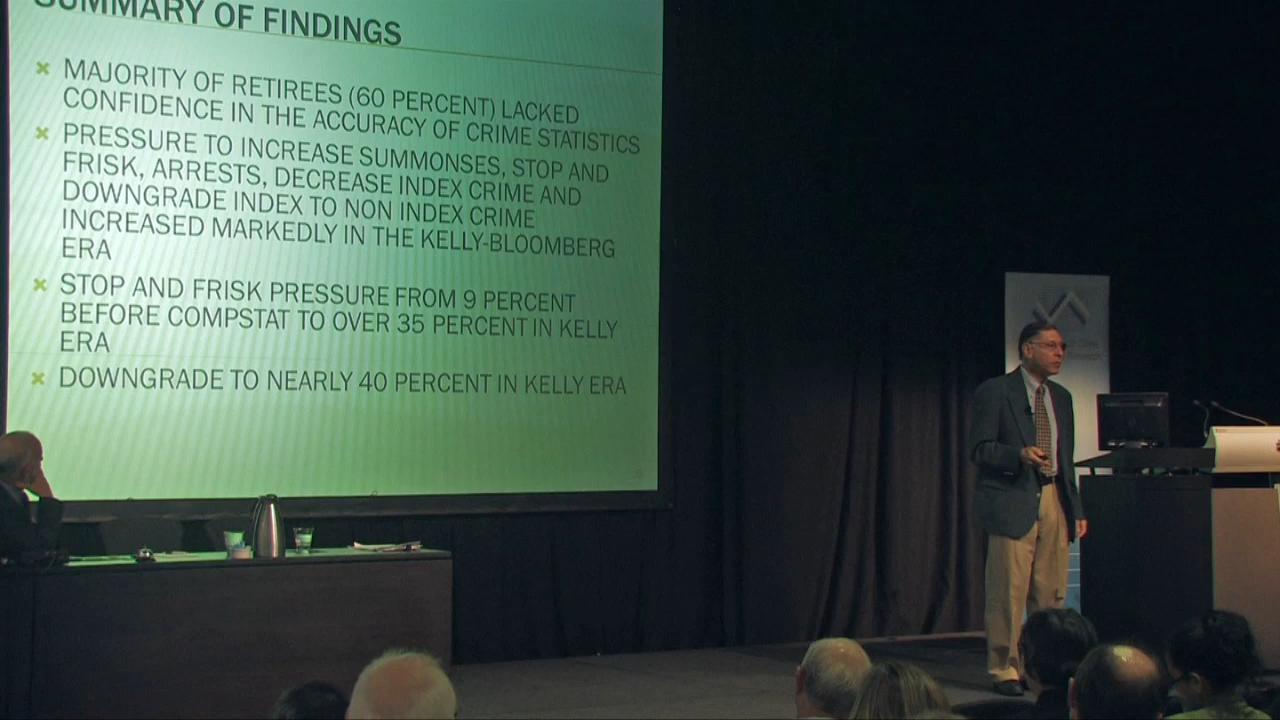 SUMMARY OF FINDINGS
MAJORITY OF RETIREES (60 PERCENT) LACKED
CONFIDENCE IN THE ACCURACY OF CRIME STATISTICS
PRESSURE TO INCREASE SUMMONSES, STOP AND
FRISK, ARRESTS, DECREASE INDEX CRIME AND
DOWNGRADE INDEX TO NON INDEX CRIME
INCREASED MARKEDLY IN THE KELLY-BLOOMBERG
ERA
STOP AND FRISK PRESSURE FROM 9 PERCENT
BEFORE COMPSTAT TO OVER 35 PERCENT IN KELLY
ERA
DOWNGRADE TO NEARLY 40 PERCENT IN KELLY ERA